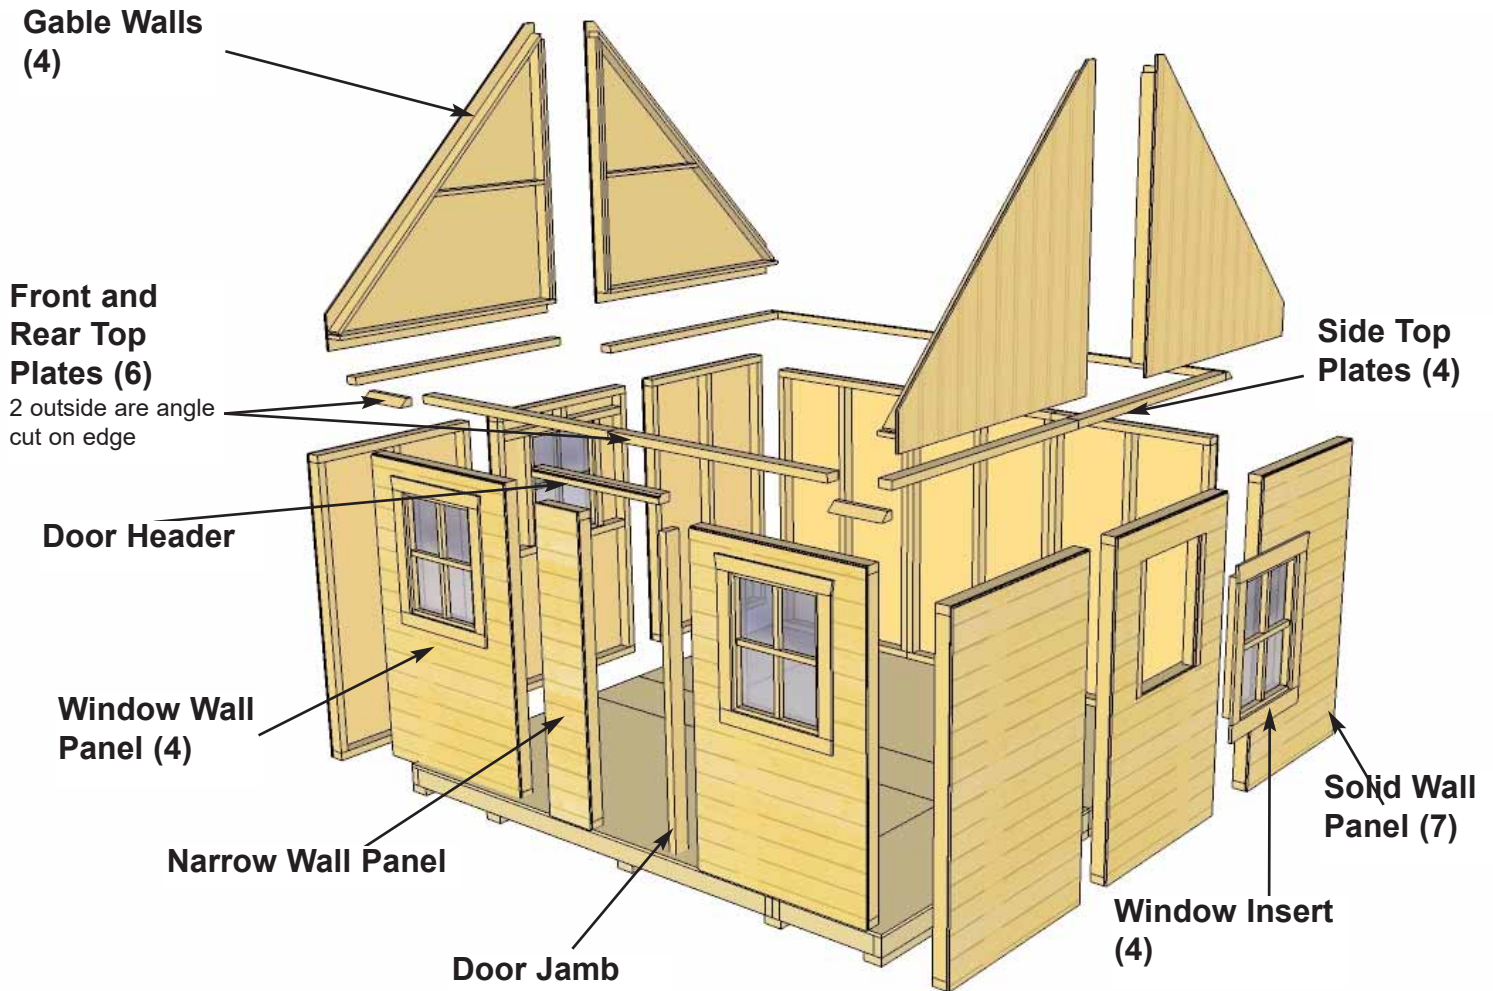 Gable Walls
(4)
Front and
Rear Top
Plates (6)
2 outside are angle
cut on edge
Side Top
Plates (4)
Door Header
Window Wall
Panel (4)
Solid Wall
Panel (7)
Narrow Wall Panel
Window Insert
(4)
Door Jamb